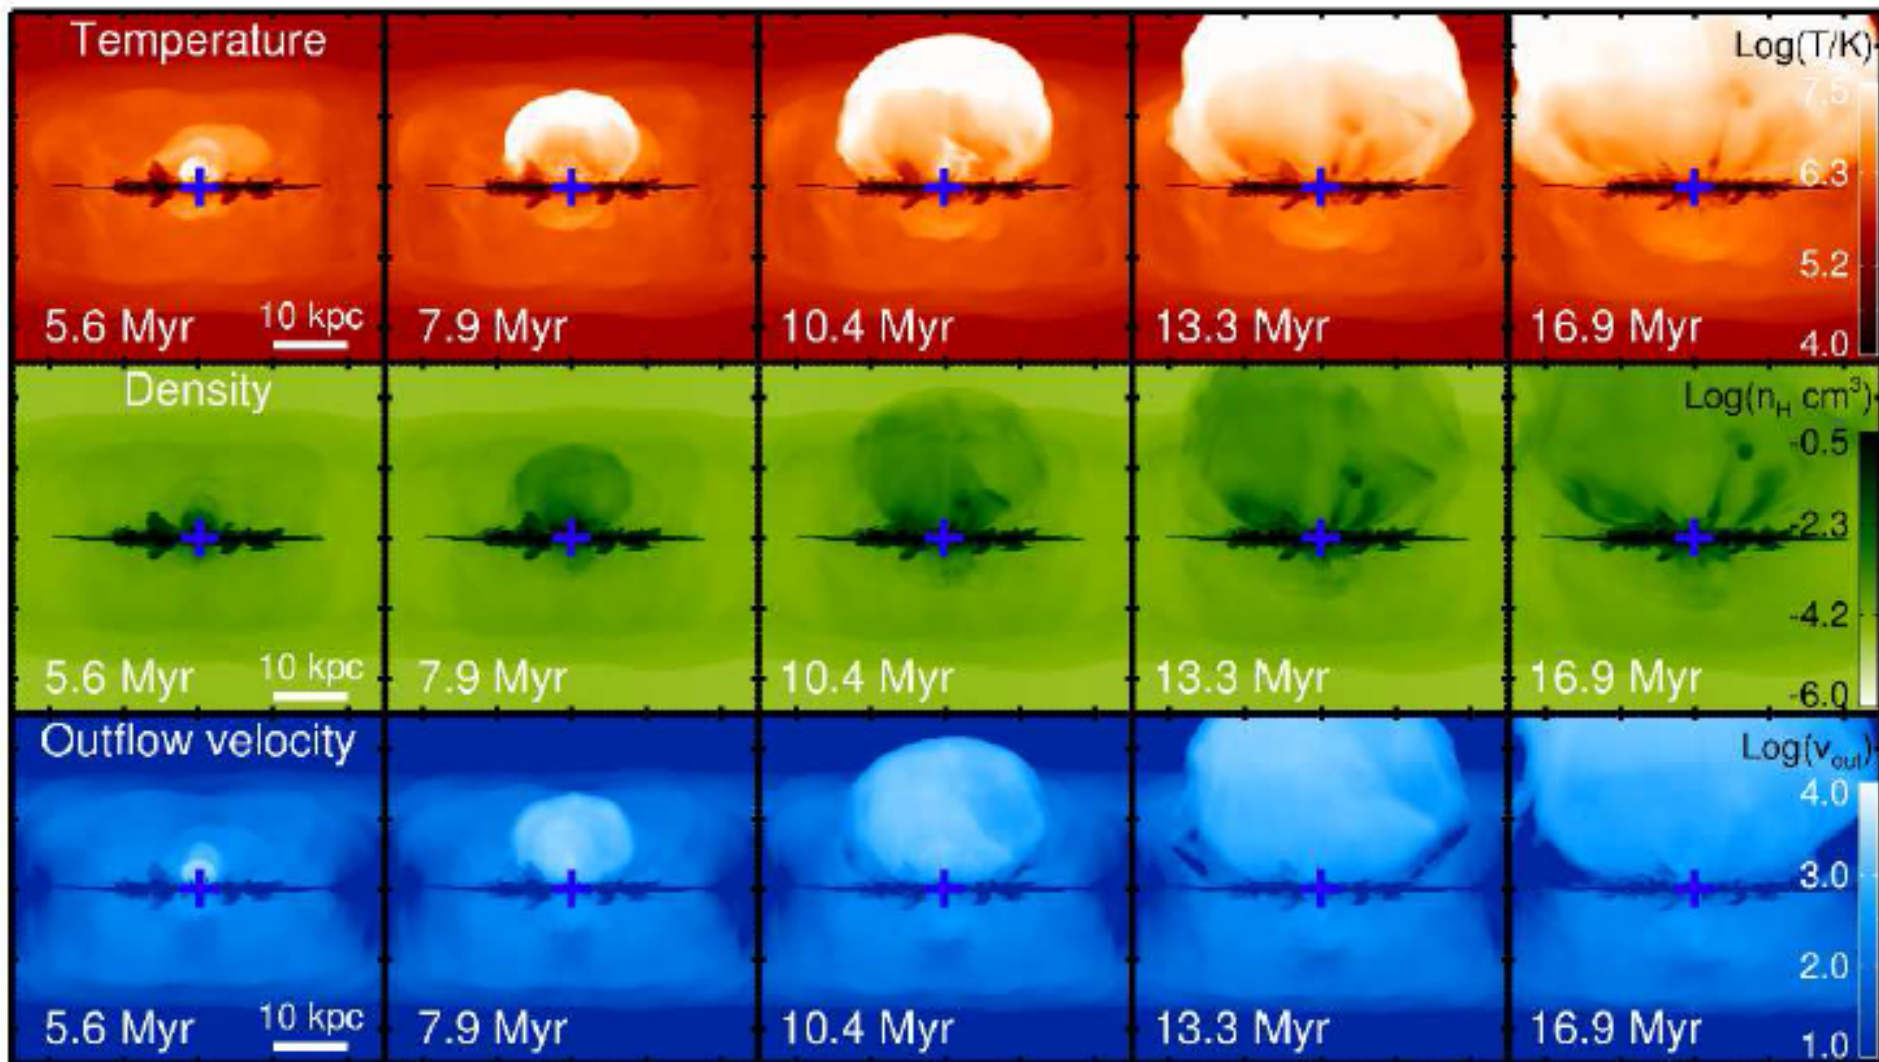 Temperature
Log(T/K)
7.5
6.3
5.2
4.0
5.6 Myr
10 kpc
7.9 Myr
10.4 Myr
13.3 Myr
16.9 Myr
Density
Log(n_H cm³)
-0.5
-2.3
-4.2
-6.0
5.6 Myr
10 kpc
7.9 Myr
10.4 Myr
13.3 Myr
16.9 Myr
Outflow velocity
Log(v_out)
4.0
3.0
2.0
1.0
5.6 Myr
10 kpc
7.9 Myr
10.4 Myr
13.3 Myr
16.9 Myr